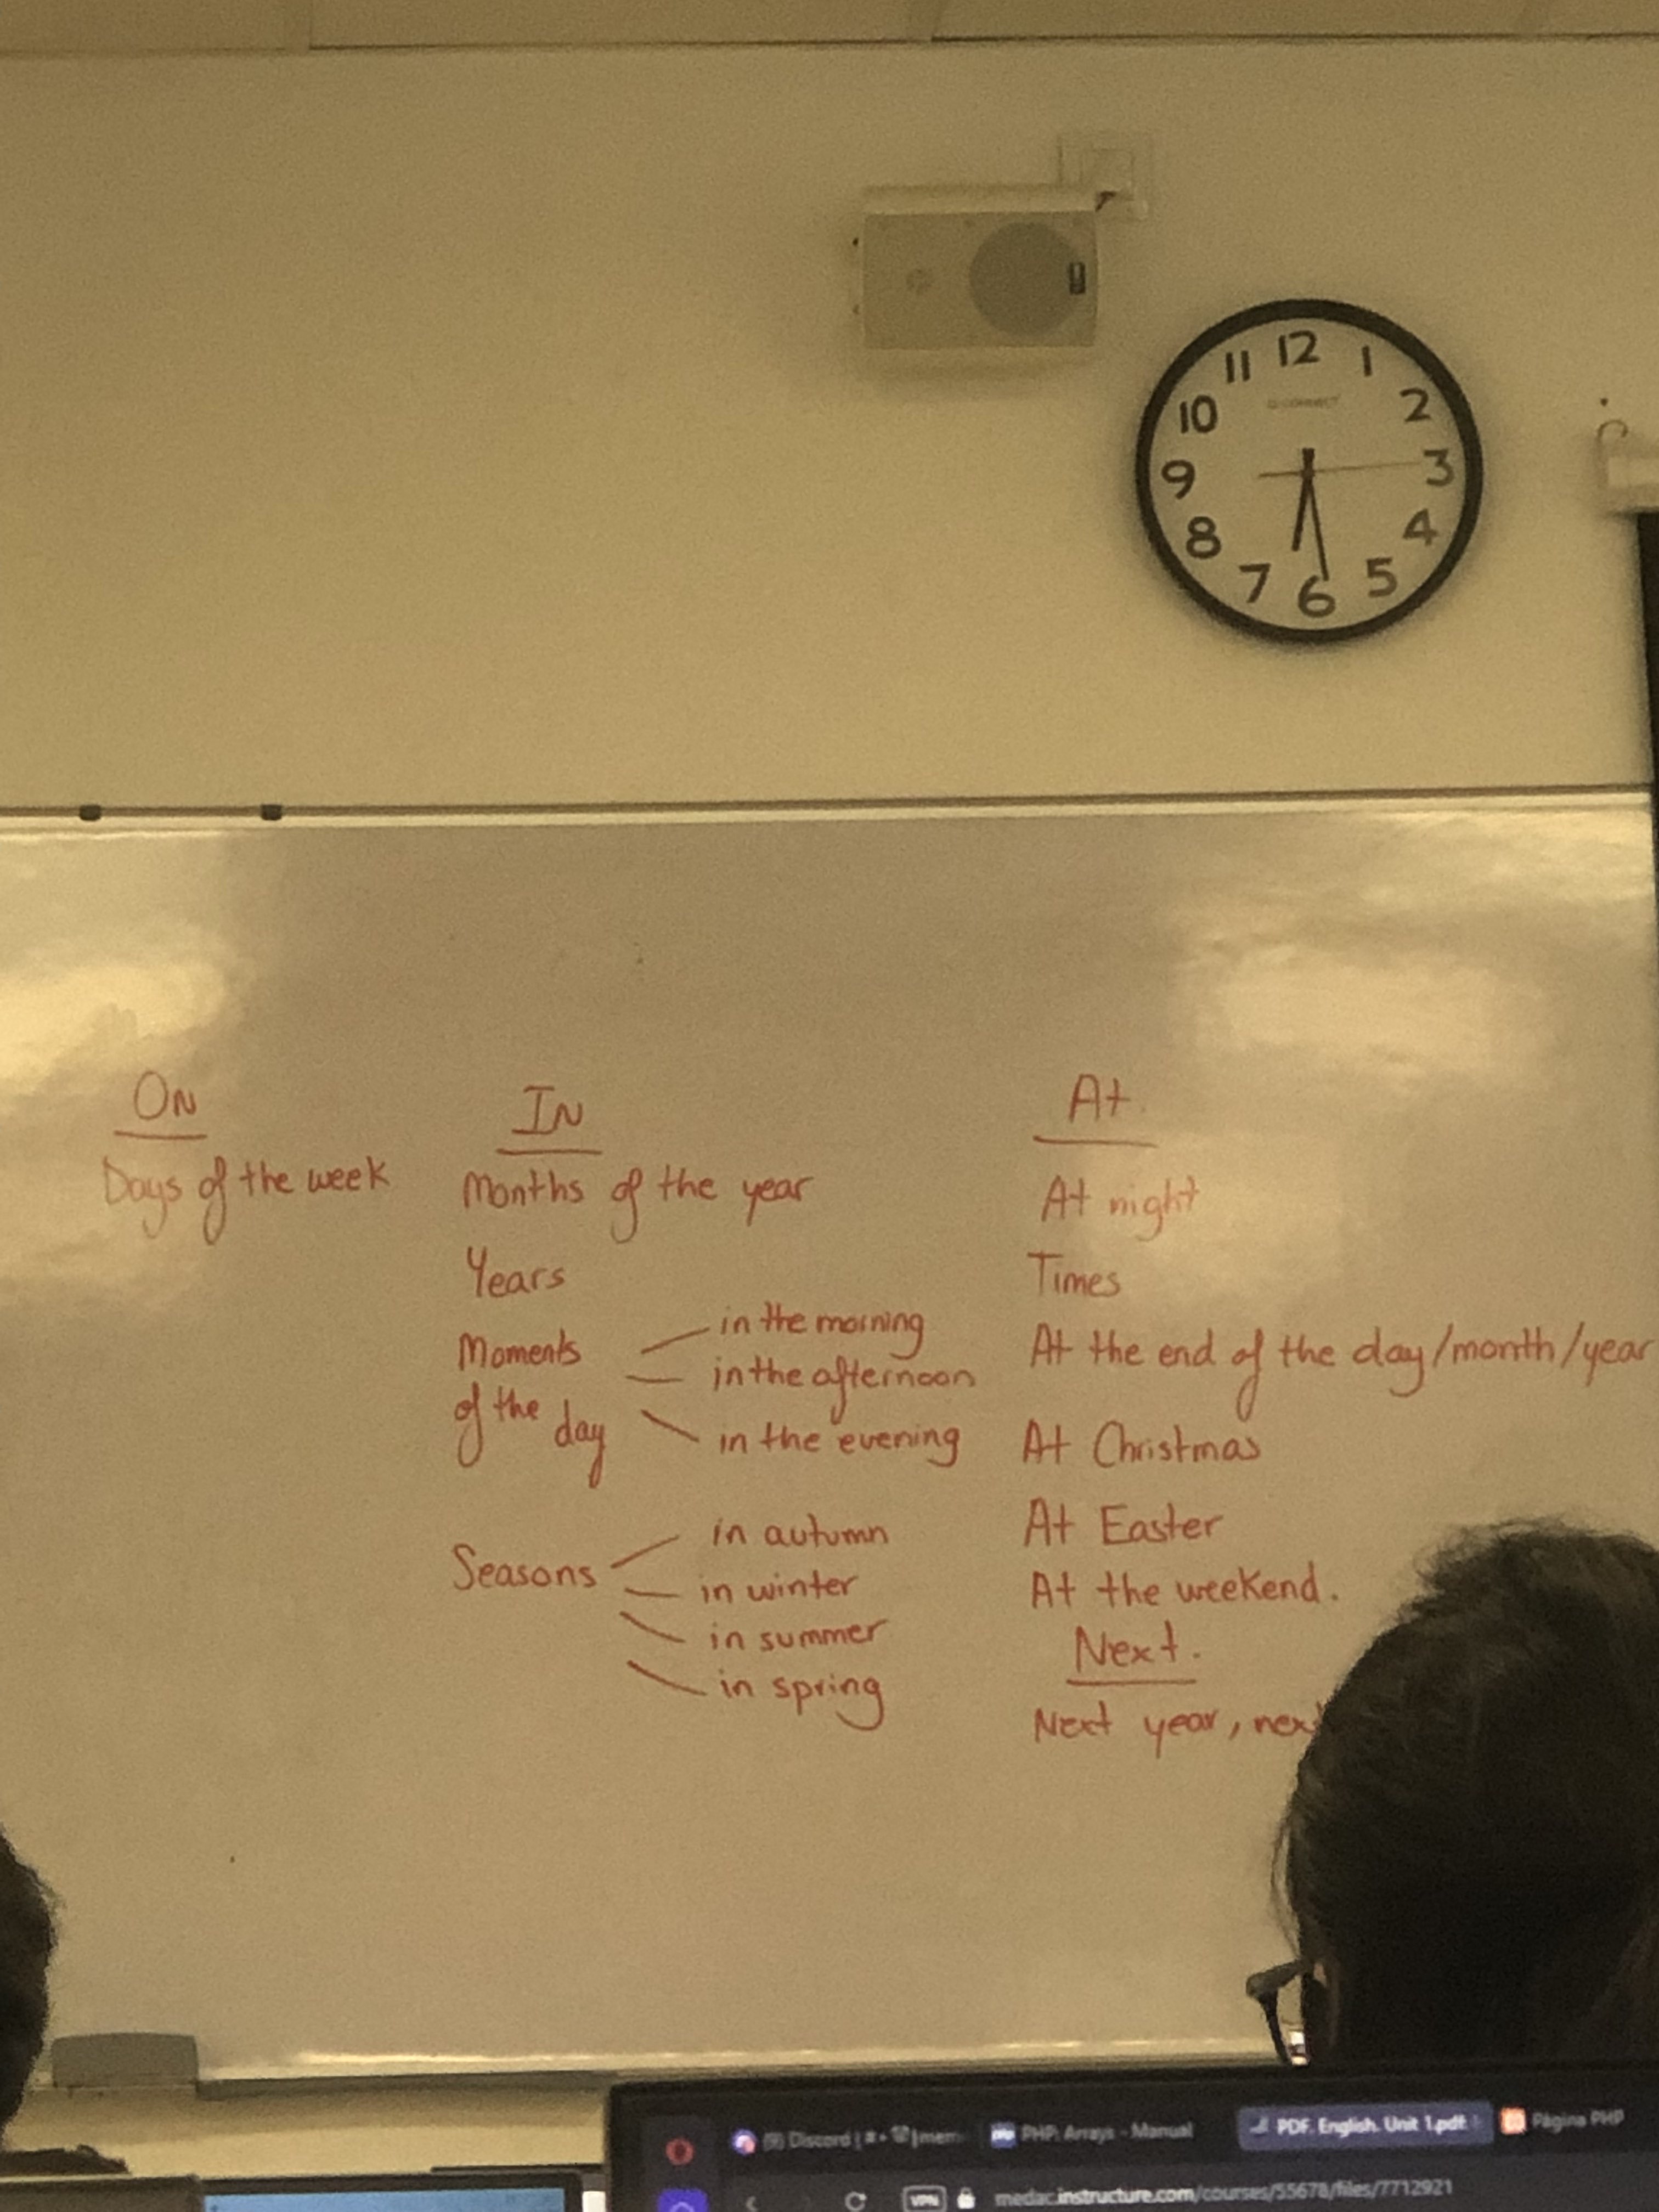 12
11
1
10
2
9
3
8
4
7
5
6
ON
Days of the week
IN
Months of the year
Years
Moments
of the day
in the morning
in the afternoon
in the evening
Seasons
in autumn
in winter
in summer
in spring
At.
At night
Times
At the end of the day/month/year
At Christmas
At Easter
At the weekend.
Next.
Next year, next
Discord
PHP: Arrays - Manual
PDF. English. Unit 1.pdf
Página PHP
VPN
medac.instructure.com/courses/55678/files/7712921